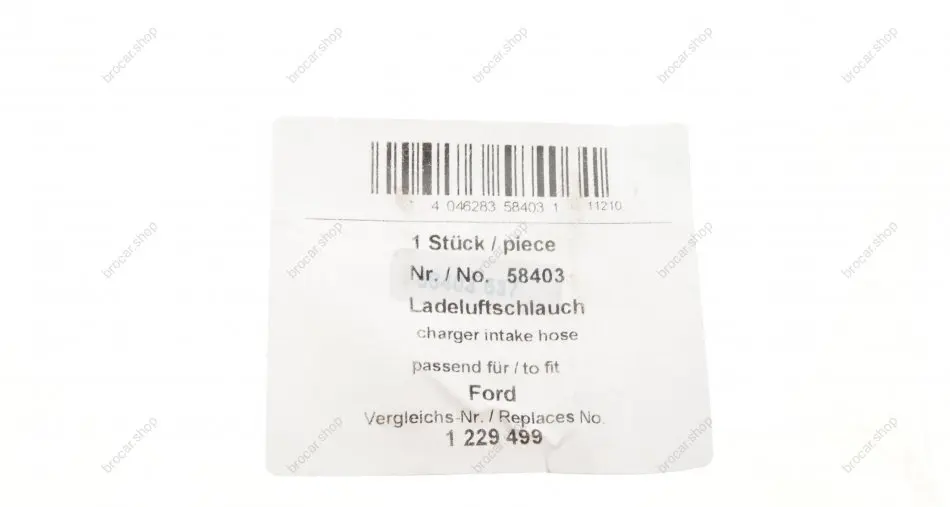 4 046283 58403 1 11210
1 Stück / piece
Nr. / No. 58403
Ladeluftschlauch
charger intake hose
passend für / to fit
Ford
Vergleichs-Nr. / Replaces No.
1 229 499
brocar.shop